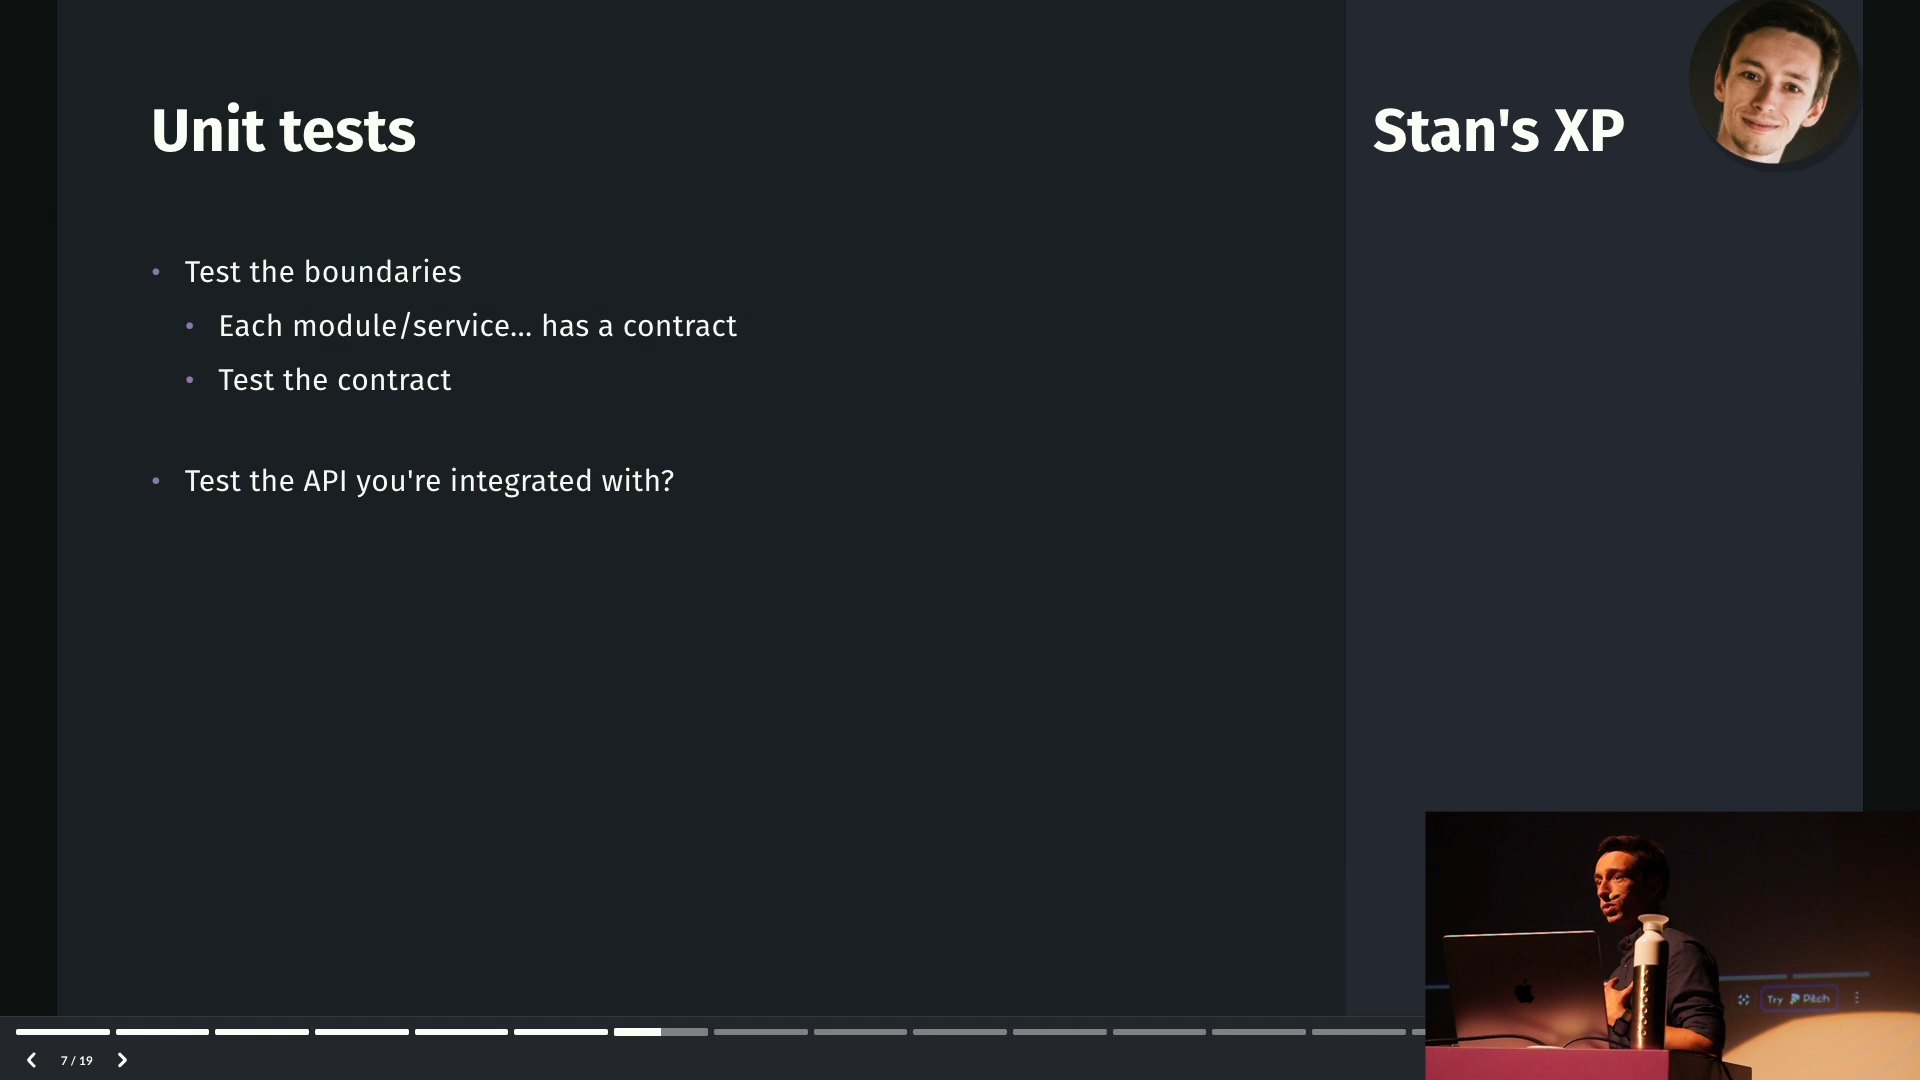 Unit tests
Stan's XP
Test the boundaries
Each module/service... has a contract
Test the contract
Test the API you're integrated with?
7 / 19
Try Pitch